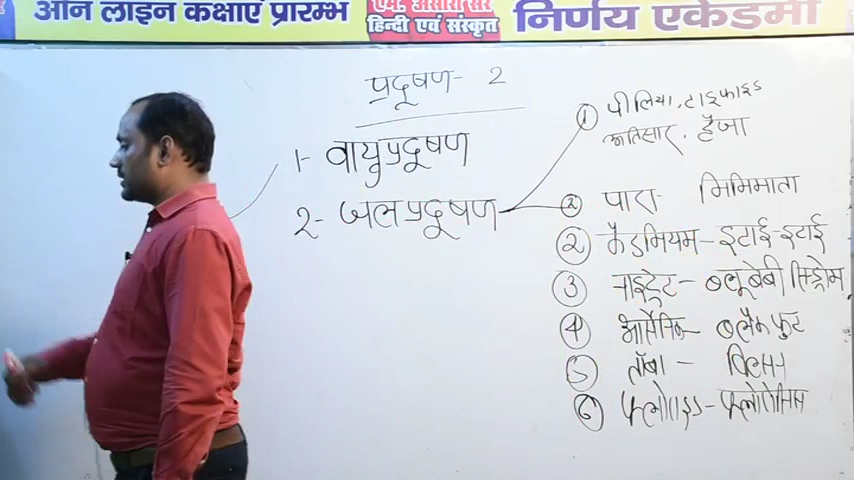 ऑन लाइन कक्षाएं प्रारम्भ
एम. अंसारी सर
हिन्दी एवं संस्कृत
निर्णय एकेडमी
प्रदूषण- 2
1- वायुप्रदूषण
2- जलप्रदूषण-
① पीलिया, टाइफाइड
अतिसार, हैजा
② पारा- मिनिमाता
② कैडमियम- इटाई-इटाई
③ नाइट्रेट- ब्लूबेबी सिंड्रोम
④ आर्सेनिक- ब्लैक फुट
⑤ ताँबा- विल्सन
⑥ फ्लोराइड- फ्लोरोसिस